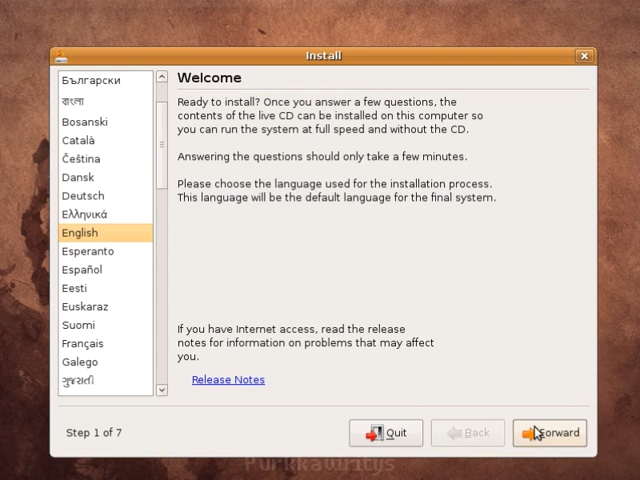 Install
Български
বাংলা
Bosanski
Català
Čeština
Dansk
Deutsch
Ελληνικά
English
Esperanto
Español
Eesti
Euskaraz
Suomi
Français
Galego
ગુજરાતી
Welcome
Ready to install? Once you answer a few questions, the
contents of the live CD can be installed on this computer so
you can run the system at full speed and without the CD.
Answering the questions should only take a few minutes.
Please choose the language used for the installation process.
This language will be the default language for the final system.
If you have Internet access, read the release
notes for information on problems that may affect
you.
Release Notes
Step 1 of 7
Quit
Back
Forward
Purkkaviritys